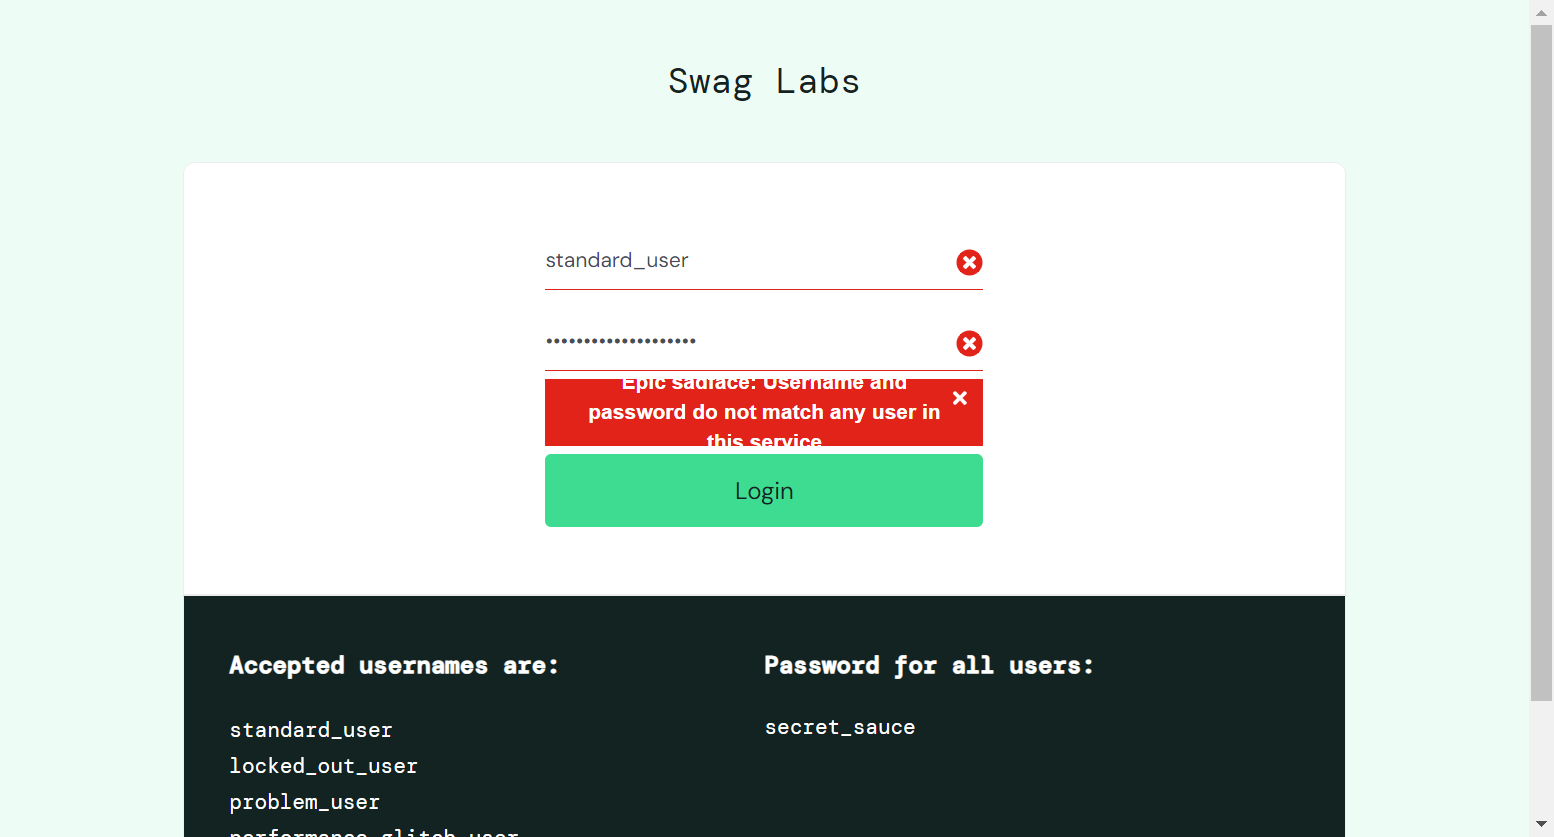 Swag Labs
standard_user
••••••••••••••••••••
Epic sadface: Username and
password do not match any user in
this service
Login
Accepted usernames are:
standard_user
locked_out_user
problem_user
performance_glitch_user
Password for all users:
secret_sauce